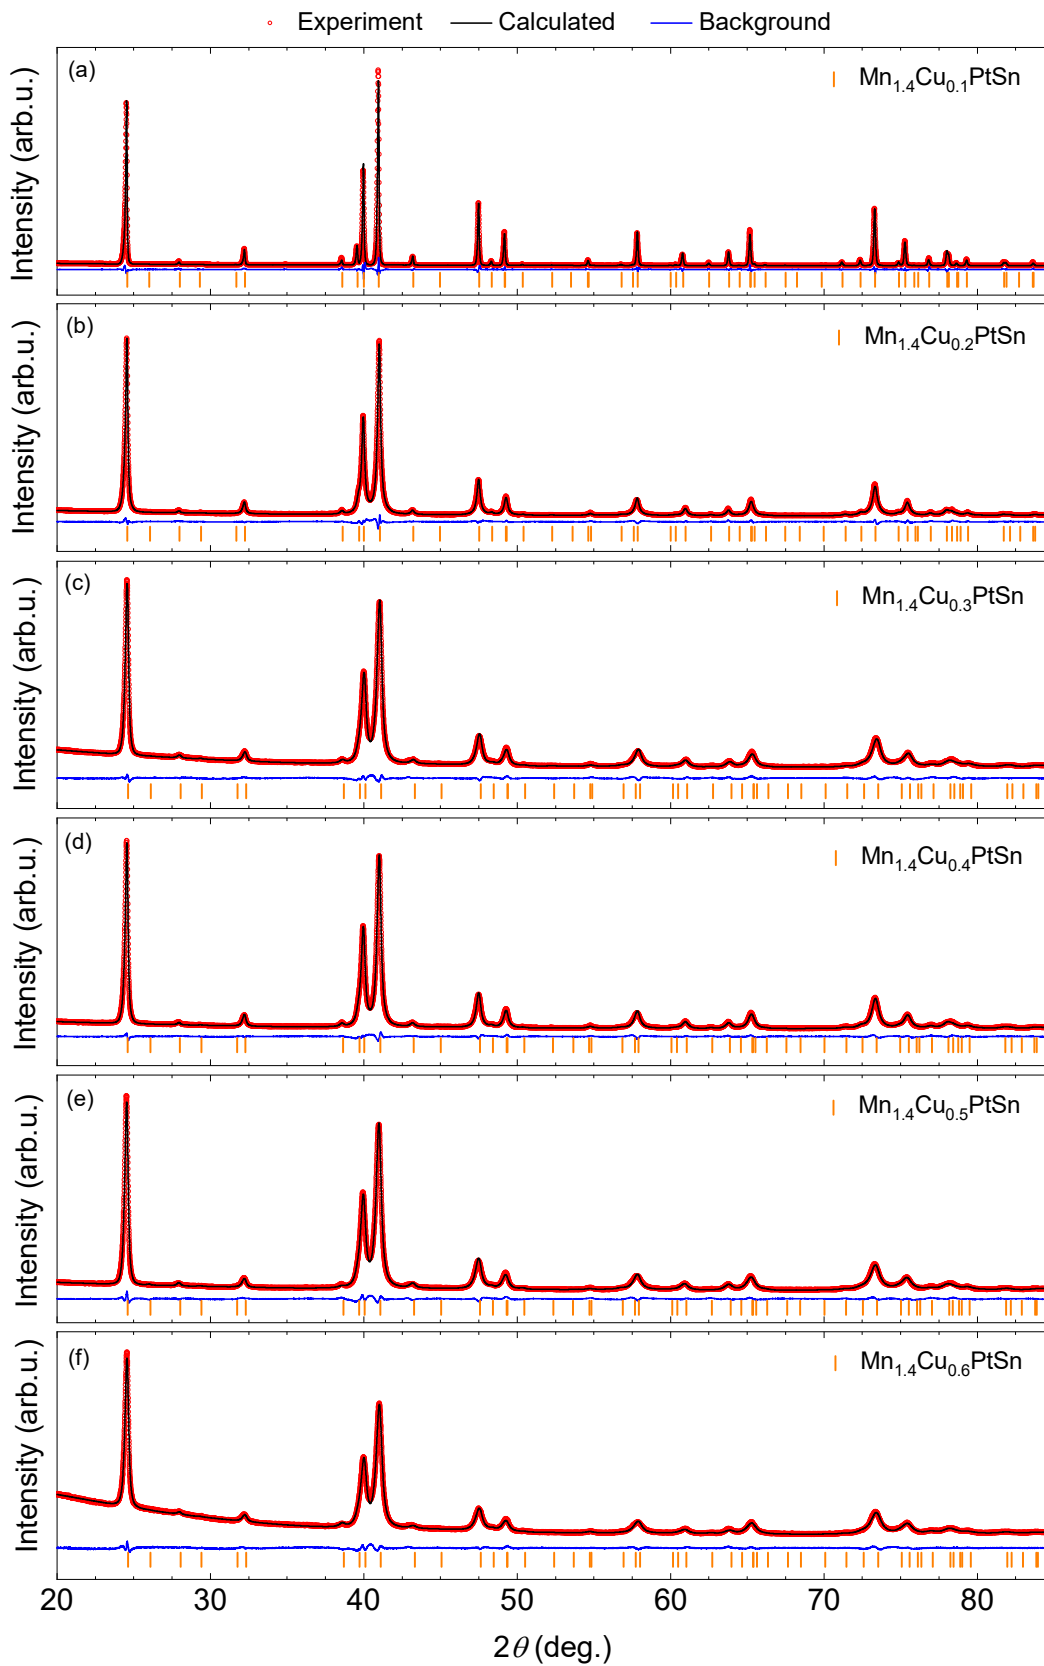 Experiment Calculated Background
(a) Mn1.4Cu0.1PtSn
Intensity (arb.u.)
(b) Mn1.4Cu0.2PtSn
Intensity (arb.u.)
(c) Mn1.4Cu0.3PtSn
Intensity (arb.u.)
(d) Mn1.4Cu0.4PtSn
Intensity (arb.u.)
(e) Mn1.4Cu0.5PtSn
Intensity (arb.u.)
(f) Mn1.4Cu0.6PtSn
Intensity (arb.u.)
20 30 40 50 60 70 80
2θ (deg.)